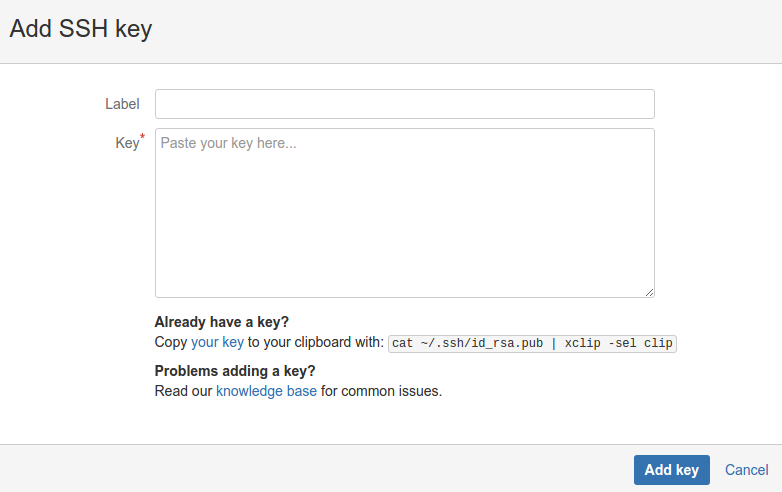 Add SSH key
Label
Key*
Paste your key here...
Already have a key?
Copy your key to your clipboard with: cat ~/.ssh/id_rsa.pub | xclip -sel clip
Problems adding a key?
Read our knowledge base for common issues.
Add key Cancel